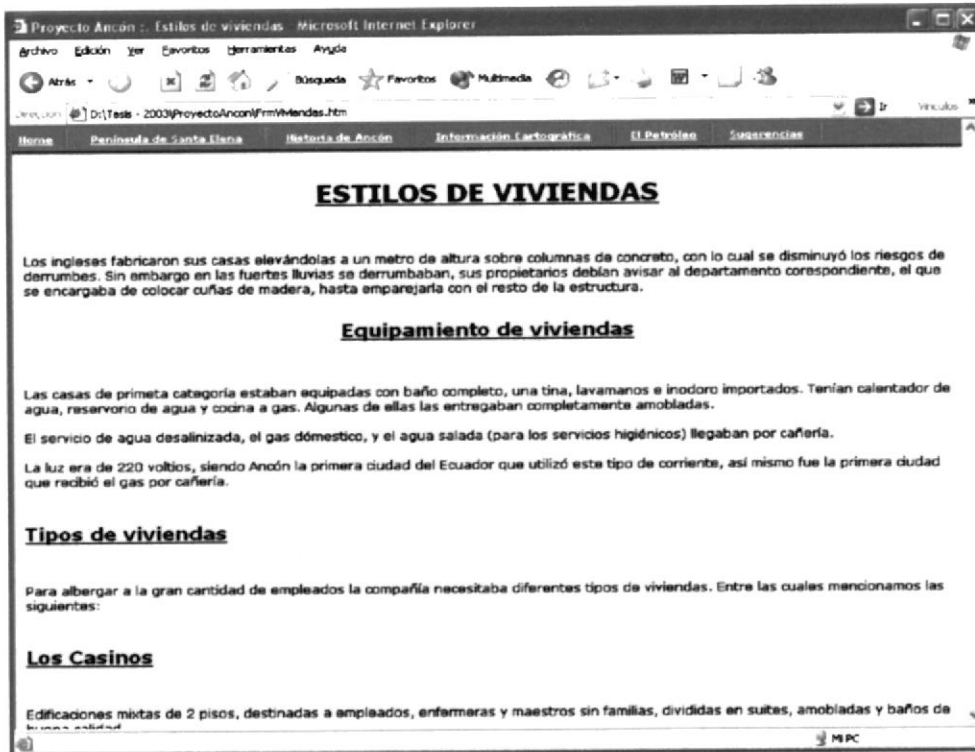 Proyecto Ancón :. Estilos de viviendas Microsoft Internet Explorer
Archivo Edición Ver Favoritos Herramientas Ayuda
Atrás Búsqueda Favoritos Multimedia
D:\Tesis - 2003\ProyectoAncon\FrmViviendas.htm Ir Vínculos
Home Península de Santa Elena Historia de Ancón Información Cartográfica El Petróleo Sugerencias
ESTILOS DE VIVIENDAS
Los ingleses fabricaron sus casas elevándolas a un metro de altura sobre columnas de concreto, con lo cual se disminuyó los riesgos de
derrumbes. Sin embargo en las fuertes lluvias se derrumbaban, sus propietarios debían avisar al departamento corespondiente, el que
se encargaba de colocar cuñas de madera, hasta emparejarla con el resto de la estructura.
Equipamiento de viviendas
Las casas de primeta categoría estaban equipadas con baño completo, una tina, lavamanos e inodoro importados. Tenían calentador de
agua, reservorio de agua y cocina a gas. Algunas de ellas las entregaban completamente amobladas.
El servicio de agua desalinizada, el gas dómestico, y el agua salada (para los servicios higiénicos) llegaban por cañería.
La luz era de 220 voltios, siendo Ancón la primera ciudad del Ecuador que utilizó este tipo de corriente, así mismo fue la primera ciudad
que recibió el gas por cañería.
Tipos de viviendas
Para albergar a la gran cantidad de empleados la compañía necesitaba diferentes tipos de viviendas. Entre las cuales mencionamos las
siguientes:
Los Casinos
Edificaciones mixtas de 2 pisos, destinadas a empleados, enfermeras y maestros sin familias, divididas en suites, amobladas y baños de
MI PC